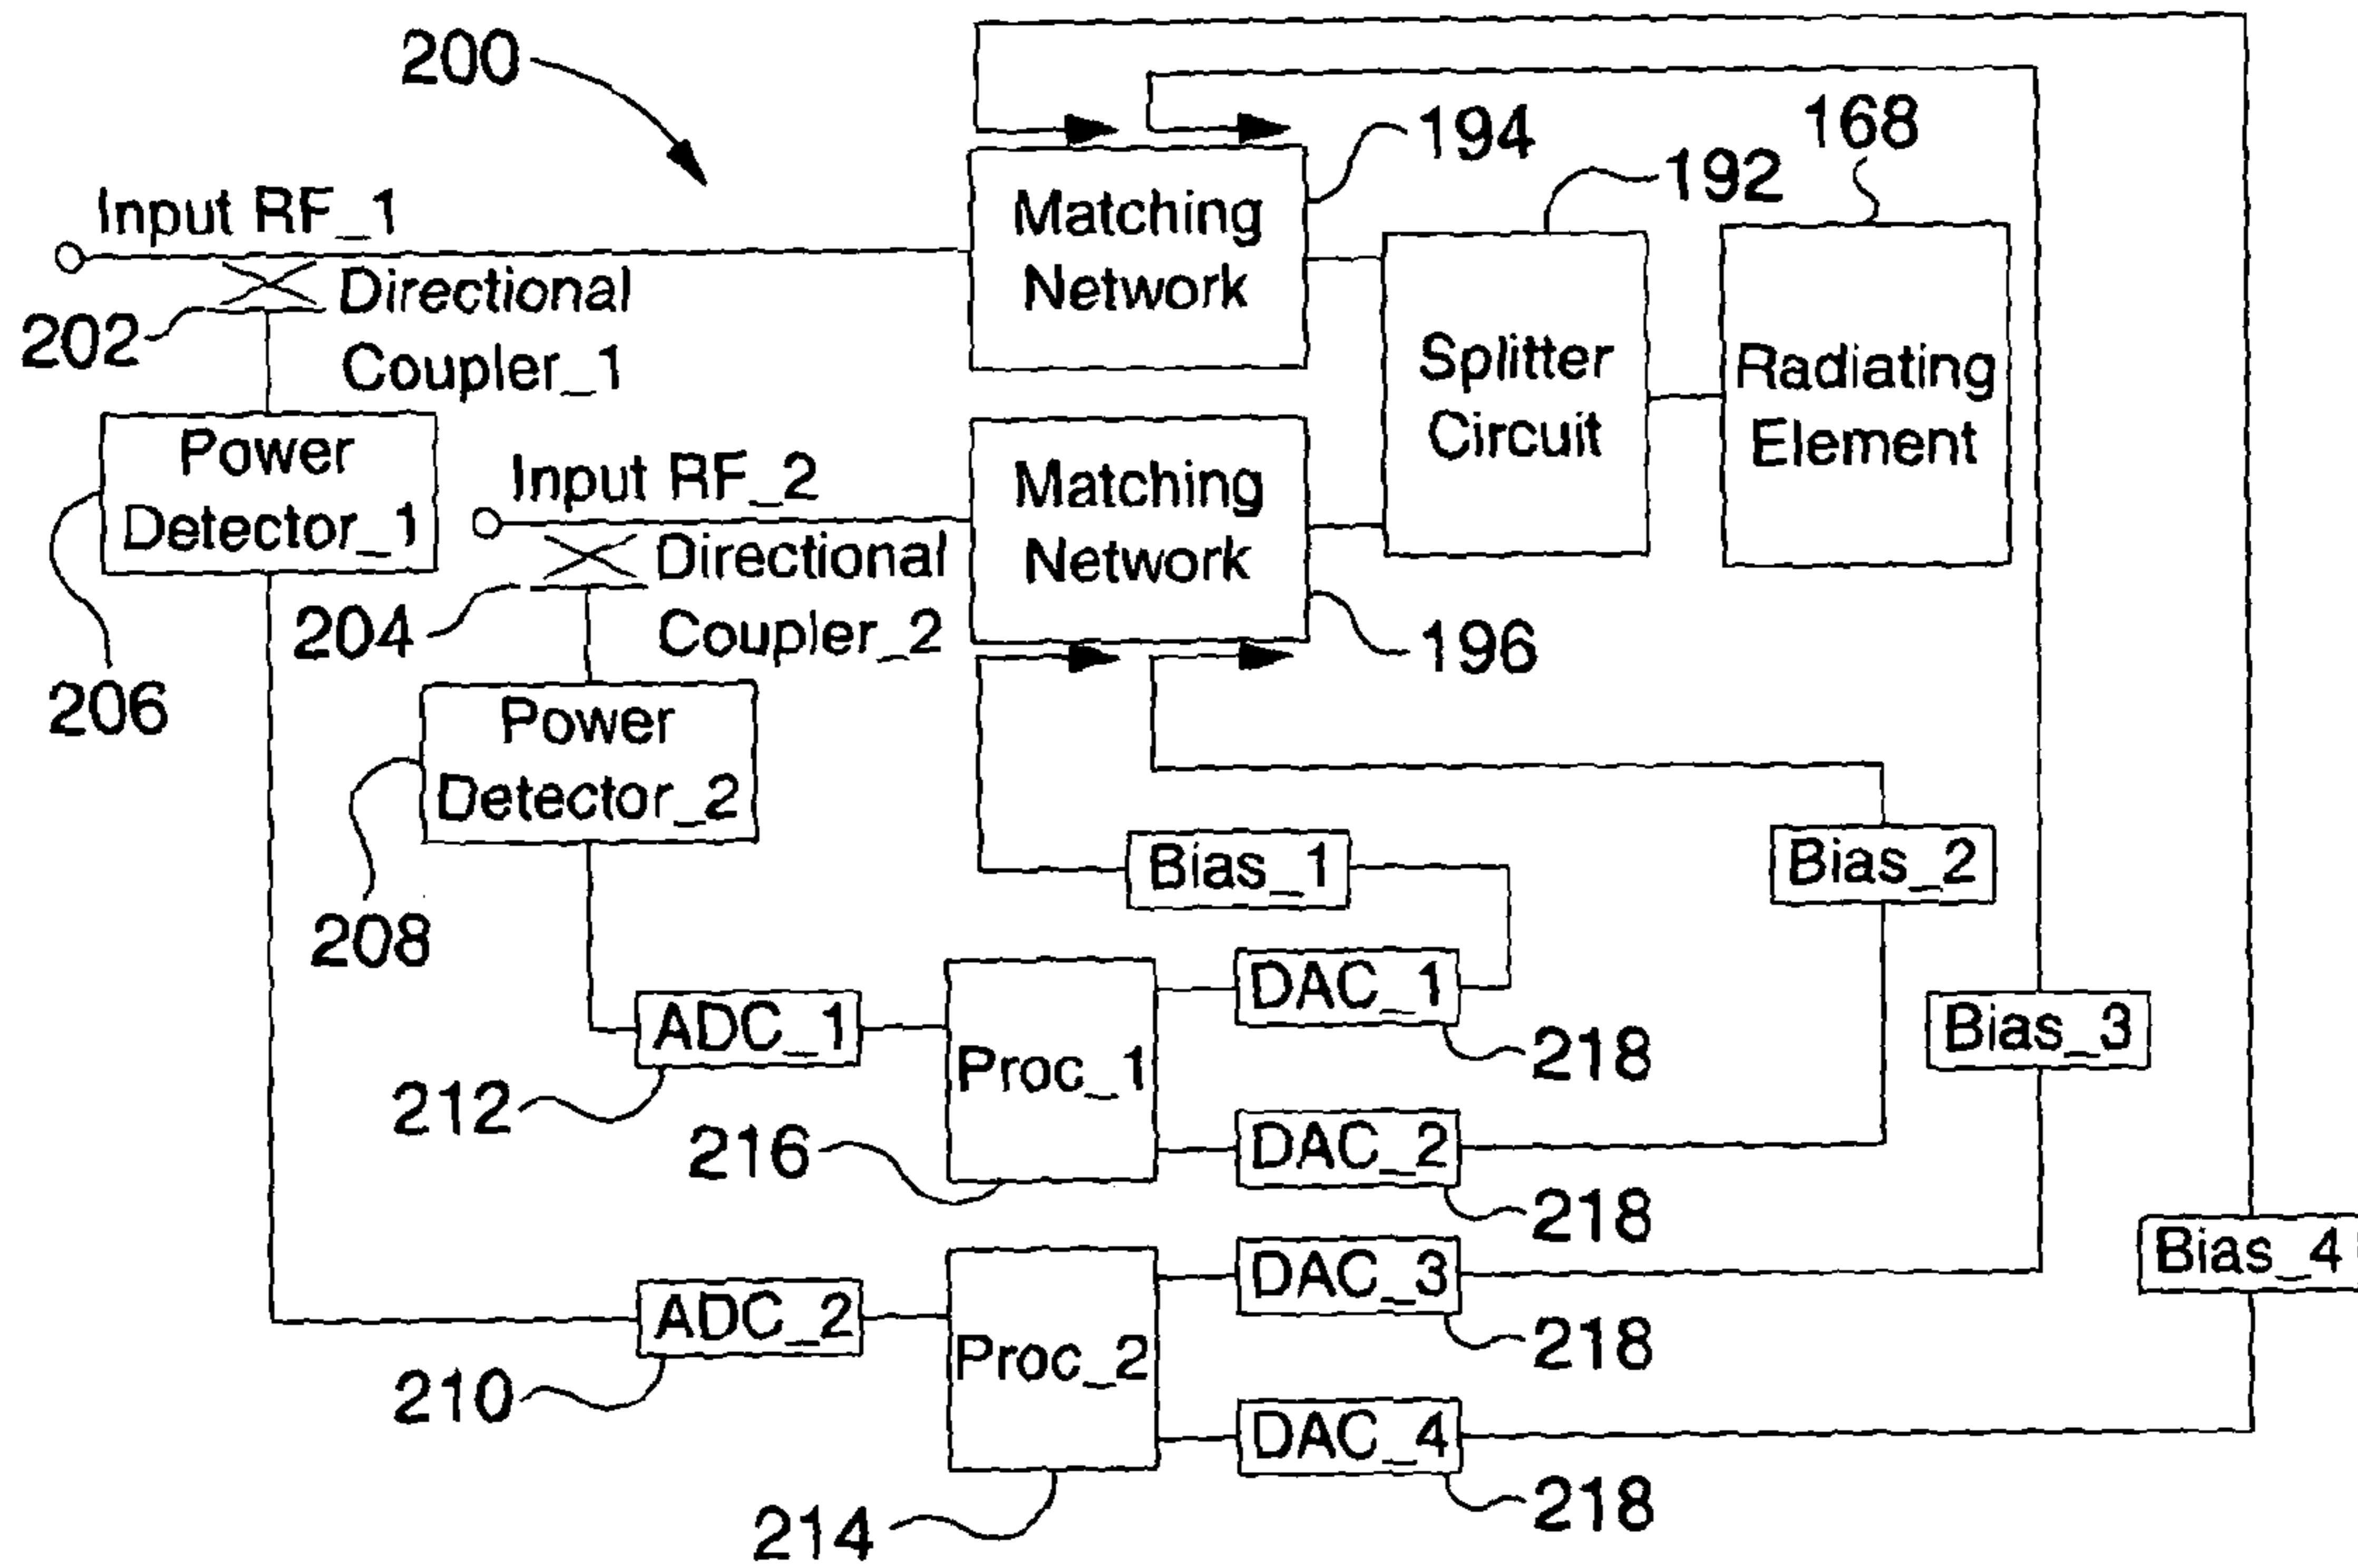 200
194
168
192
Input RF_1
Matching
Network
Directional
Coupler_1
202
Splitter
Circuit
Radiating
Element
Power
Detector_1
Input RF_2
Matching
Network
Directional
Coupler_2
204
196
206
Power
Detector_2
208
Bias_1
Bias_2
DAC_1
218
ADC_1
212
Proc_1
216
Bias_3
DAC_2
218
DAC_3
218
Bias_4
ADC_2
210
Proc_2
214
DAC_4
218